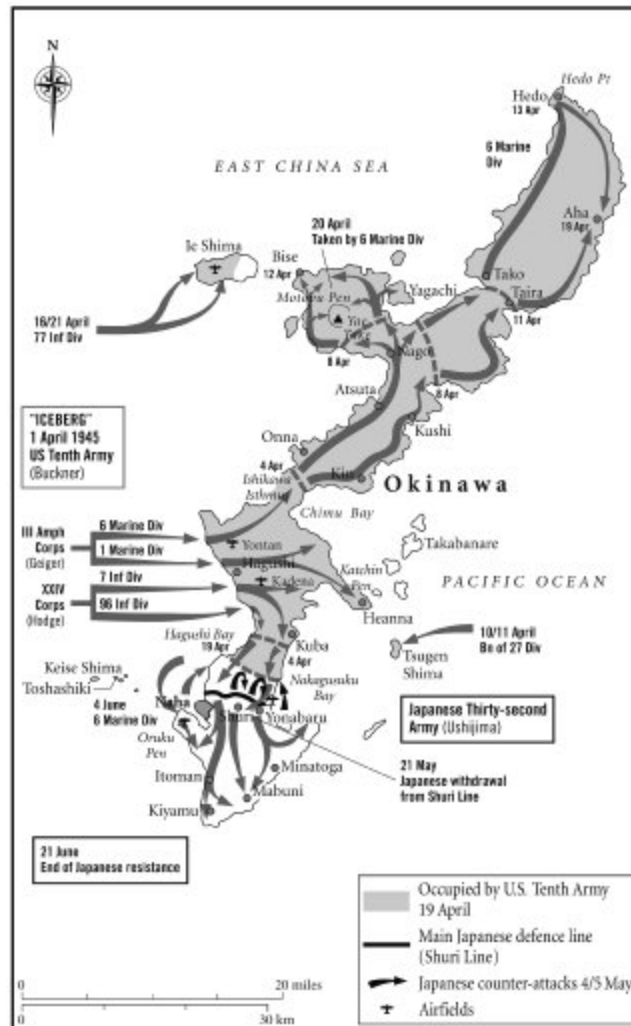 N
Hedo Pt
Hedo
13 Apr
6 Marine
Div
EAST CHINA SEA
Aha
19 Apr
20 April
Taken by 6 Marine Div
Ie Shima
Bise
12 Apr
Motobu Pen
Yae
Take
Yagachi
Tako
Taira
11 Apr
16/21 April
77 Inf Div
8 Apr
Nago
8 Apr
Atsuta
Kushi
"ICEBERG"
1 April 1945
US Tenth Army
(Buckner)
Onna
4 Apr
Ishikawa
Isthmus
Kin
Okinawa
Chimu Bay
III Amph
Corps
(Geiger)
6 Marine Div
1 Marine Div
Yontan
Hagushi
Takabanare
XXIV
Corps
(Hodge)
7 Inf Div
96 Inf Div
Kadena
Katchin
Pen
PACIFIC OCEAN
Heanna
Hagushi Bay
19 Apr
Kuba
4 Apr
10/11 April
Bn of 27 Div
Tsugen
Shima
Keise Shima
Toshashiki
Nakagusuku
Bay
4 June
6 Marine Div
Naha
Shuri
Yonabaru
Japanese Thirty-second
Army (Ushijima)
Oruku
Pen
21 May
Japanese withdrawal
from Shuri Line
Itoman
Minatoga
Mabuni
Kiyamu
21 June
End of Japanese resistance
Occupied by U.S. Tenth Army
19 April
Main Japanese defence line
(Shuri Line)
Japanese counter-attacks 4/5 May
Airfields
0
20 miles
0
30 km